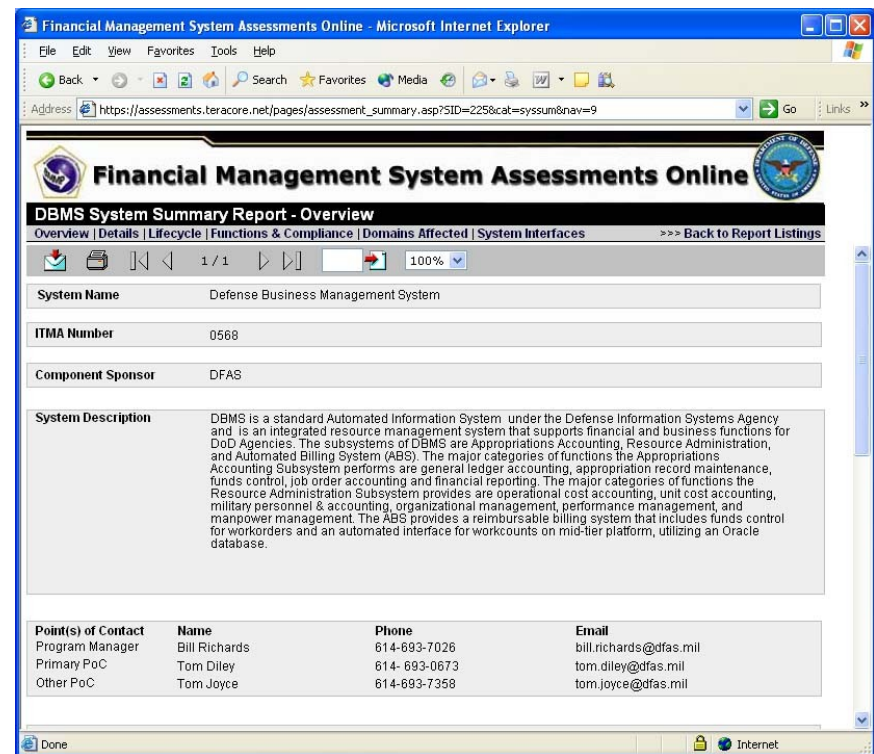 Financial Management System Assessments Online - Microsoft Internet Explorer
File Edit View Favorites Tools Help
Back Search Favorites Media
Address https://assessments.teracore.net/pages/assessment_summary.asp?SID=225&cat=syssum&nav=9 Go Links »
Financial Management System Assessments Online
DBMS System Summary Report - Overview
Overview | Details | Lifecycle | Functions & Compliance | Domains Affected | System Interfaces >>> Back to Report Listings
1 / 1 100%
System Name Defense Business Management System
ITMA Number 0568
Component Sponsor DFAS
System Description DBMS is a standard Automated Information System under the Defense Information Systems Agency
and is an integrated resource management system that supports financial and business functions for
DoD Agencies. The subsystems of DBMS are Appropriations Accounting, Resource Administration,
and Automated Billing System (ABS). The major categories of functions the Appropriations
Accounting Subsystem performs are general ledger accounting, appropriation record maintenance,
funds control, job order accounting and financial reporting. The major categories of functions the
Resource Administration Subsystem provides are operational cost accounting, unit cost accounting,
military personnel & accounting, organizational management, performance management, and
manpower management. The ABS provides a reimbursable billing system that includes funds control
for workorders and an automated interface for workcounts on mid-tier platform, utilizing an Oracle
database.
Point(s) of Contact Name Phone Email
Program Manager Bill Richards 614-693-7026 bill.richards@dfas.mil
Primary PoC Tom Diley 614- 693-0673 tom.diley@dfas.mil
Other PoC Tom Joyce 614-693-7358 tom.joyce@dfas.mil
Done Internet